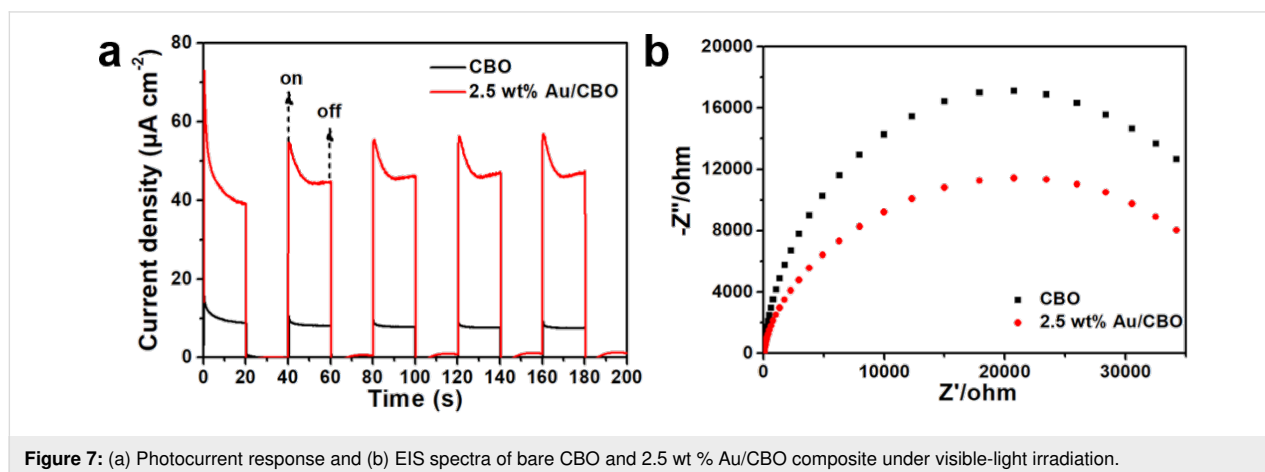 a
80
60
40
20
0
Current density (µA cm-2)
on
off
CBO
2.5 wt% Au/CBO
0 20 40 60 80 100 120 140 160 180 200
Time (s)
b
20000
16000
12000
8000
4000
0
-Z''/ohm
CBO
2.5 wt% Au/CBO
0 10000 20000 30000
Z'/ohm
Figure 7: (a) Photocurrent response and (b) EIS spectra of bare CBO and 2.5 wt % Au/CBO composite under visible-light irradiation.